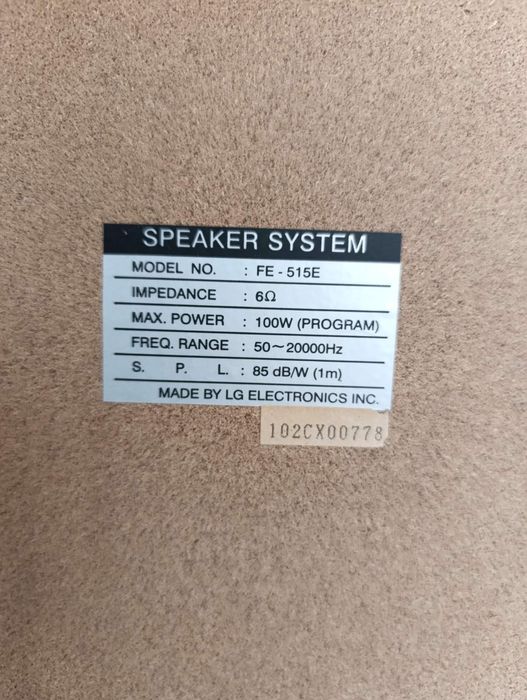 SPEAKER SYSTEM
MODEL NO. : FE - 515E
IMPEDANCE : 6Ω
MAX. POWER : 100W (PROGRAM)
FREQ. RANGE : 50~20000Hz
S. P. L. : 85 dB/W (1m)
MADE BY LG ELECTRONICS INC.
102CX00778